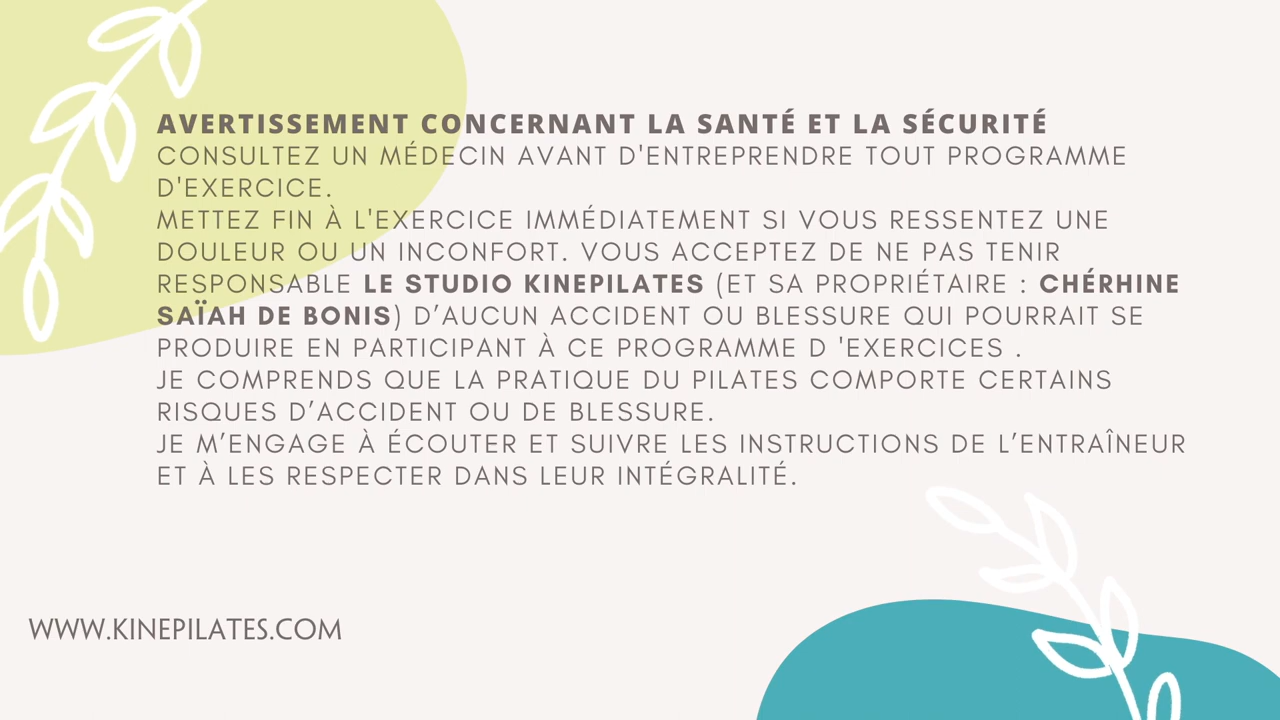 AVERTISSEMENT CONCERNANT LA SANTÉ ET LA SÉCURITÉ
CONSULTEZ UN MÉDECIN AVANT D'ENTREPRENDRE TOUT PROGRAMME
D'EXERCICE.
METTEZ FIN À L'EXERCICE IMMÉDIATEMENT SI VOUS RESSENTEZ UNE
DOULEUR OU UN INCONFORT. VOUS ACCEPTEZ DE NE PAS TENIR
RESPONSABLE LE STUDIO KINEPILATES (ET SA PROPRIÉTAIRE : CHÉRHINE
SAÏAH DE BONIS) D’AUCUN ACCIDENT OU BLESSURE QUI POURRAIT SE
PRODUIRE EN PARTICIPANT À CE PROGRAMME D 'EXERCICES .
JE COMPRENDS QUE LA PRATIQUE DU PILATES COMPORTE CERTAINS
RISQUES D’ACCIDENT OU DE BLESSURE.
JE M’ENGAGE À ÉCOUTER ET SUIVRE LES INSTRUCTIONS DE L’ENTRAÎNEUR
ET À LES RESPECTER DANS LEUR INTÉGRALITÉ.
WWW.KINEPILATES.COM